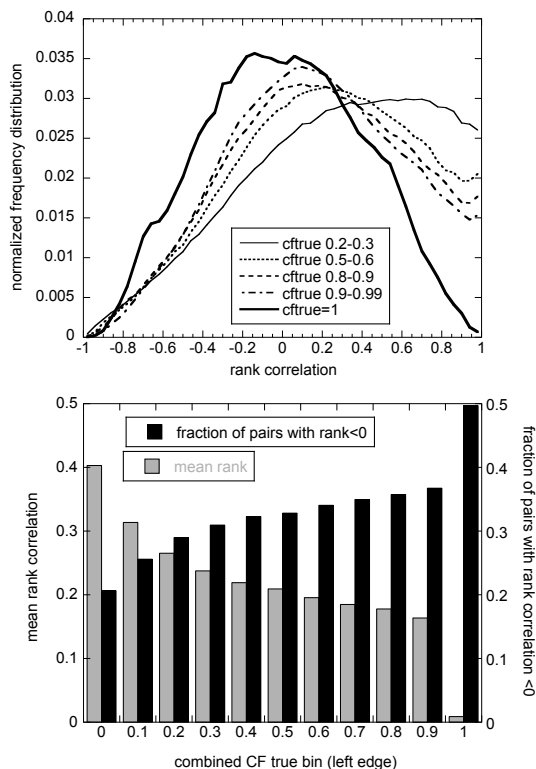 normalized frequency distribution
0.04
0.035
0.03
0.025
0.02
0.015
0.01
0.005
0
cftrue 0.2-0.3
cftrue 0.5-0.6
cftrue 0.8-0.9
cftrue 0.9-0.99
cftrue=1
-1 -0.8 -0.6 -0.4 -0.2 0 0.2 0.4 0.6 0.8 1
rank correlation
mean rank correlation
0.5
0.4
0.3
0.2
0.1
0
fraction of pairs with rank<0
mean rank
0.5
0.4
0.3
0.2
0.1
0
fraction of pairs with rank correlation <0
0 0.1 0.2 0.3 0.4 0.5 0.6 0.7 0.8 0.9 1
combined CF true bin (left edge)